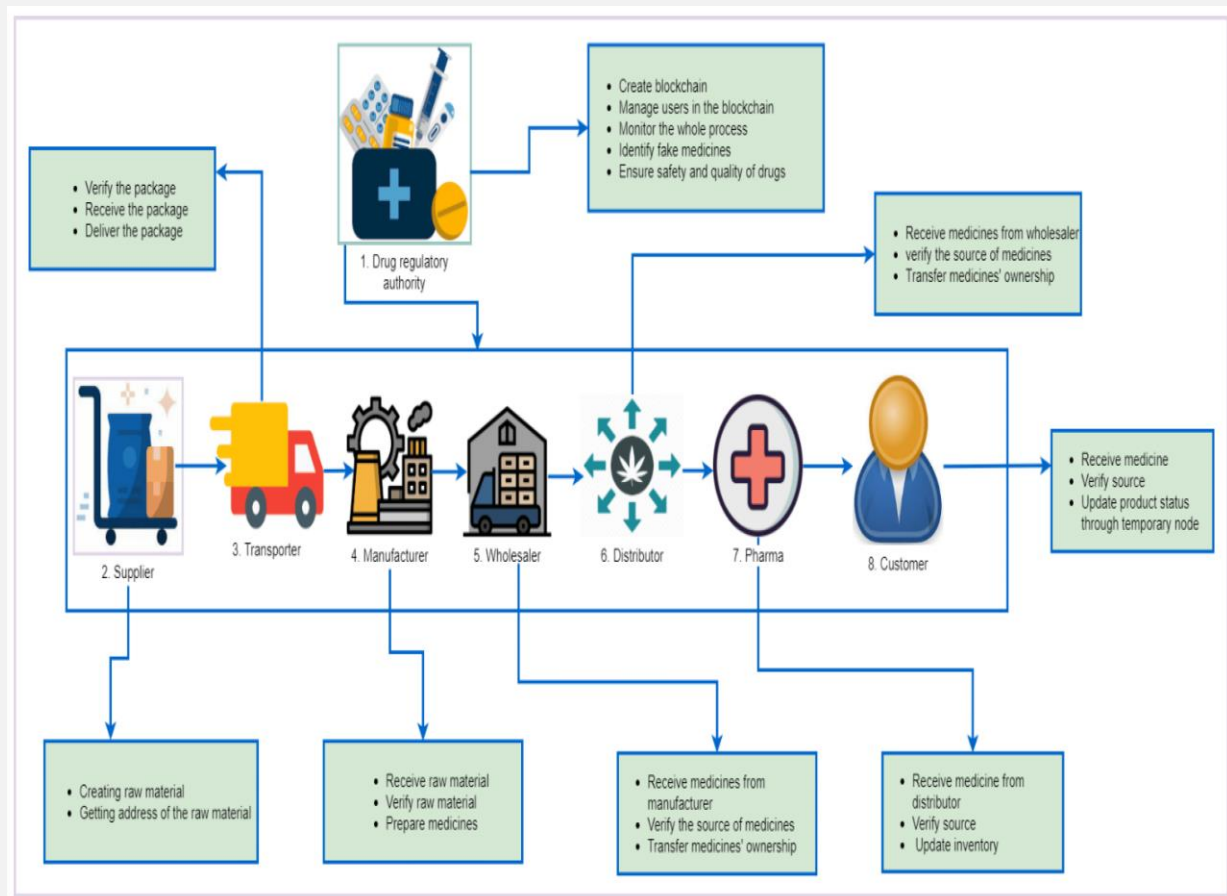 • Create blockchain
• Manage users in the blockchain
• Monitor the whole process
• Identify fake medicines
• Ensure safety and quality of drugs
• Verify the package
• Receive the package
• Deliver the package
1. Drug regulatory
authority
• Receive medicines from wholesaler
• verify the source of medicines
• Transfer medicines' ownership
2. Supplier
3. Transporter
4. Manufacturer
5. Wholesaler
6. Distributor
7. Pharma
8. Customer
• Receive medicine
• Verify source
• Update product status
through temporary node
• Creating raw material
• Getting address of the raw material
• Receive raw material
• Verify raw material
• Prepare medicines
• Receive medicines from
manufacturer
• Verify the source of medicines
• Transfer medicines' ownership
• Receive medicine from
distributor
• Verify source
• Update inventory